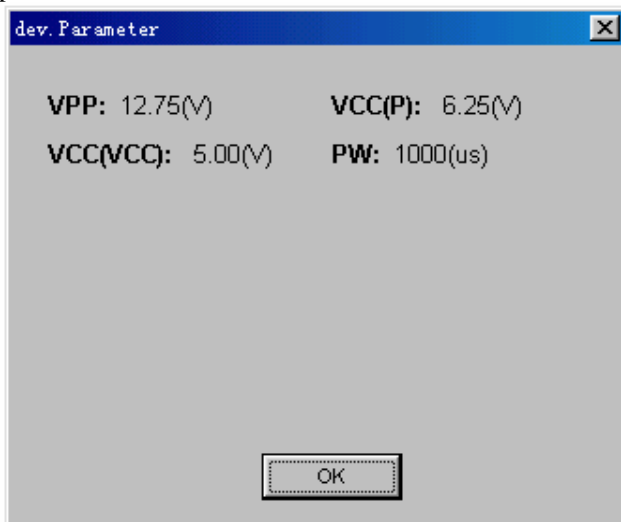 dev.Parameter
VPP: 12.75(V) VCC(P): 6.25(V)
VCC(VCC): 5.00(V) PW: 1000(us)
OK